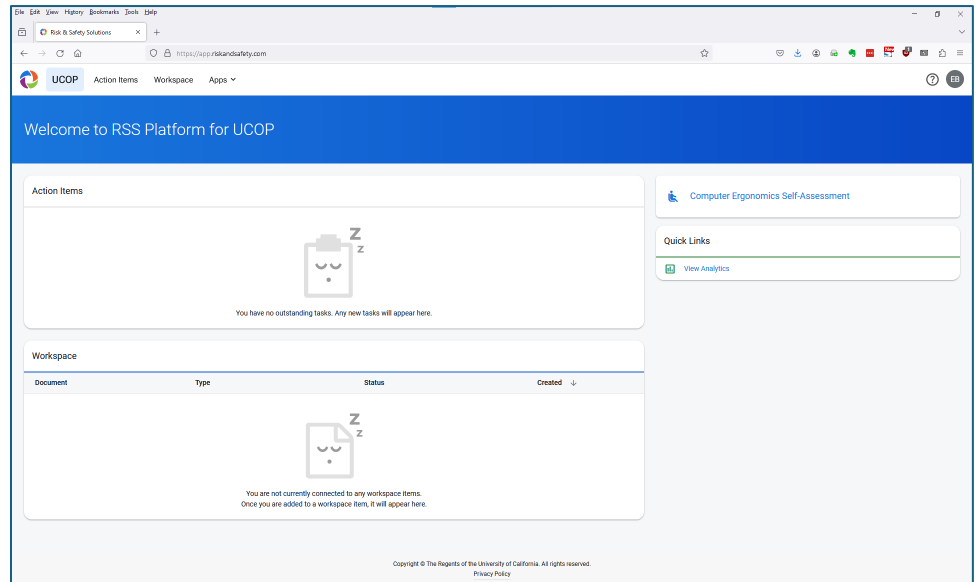 File Edit View History Bookmarks Tools Help
Risk & Safety Solutions
https://app.riskandsafety.com
UCOP Action Items Workspace Apps
EB
Welcome to RSS Platform for UCOP
Action Items
Z
Z
You have no outstanding tasks. Any new tasks will appear here.
Computer Ergonomics Self-Assessment
Quick Links
View Analytics
Workspace
Document Type Status Created
Z
Z
You are not currently connected to any workspace items.
Once you are added to a workspace item, it will appear here.
Copyright © The Regents of the University of California. All rights reserved.
Privacy Policy